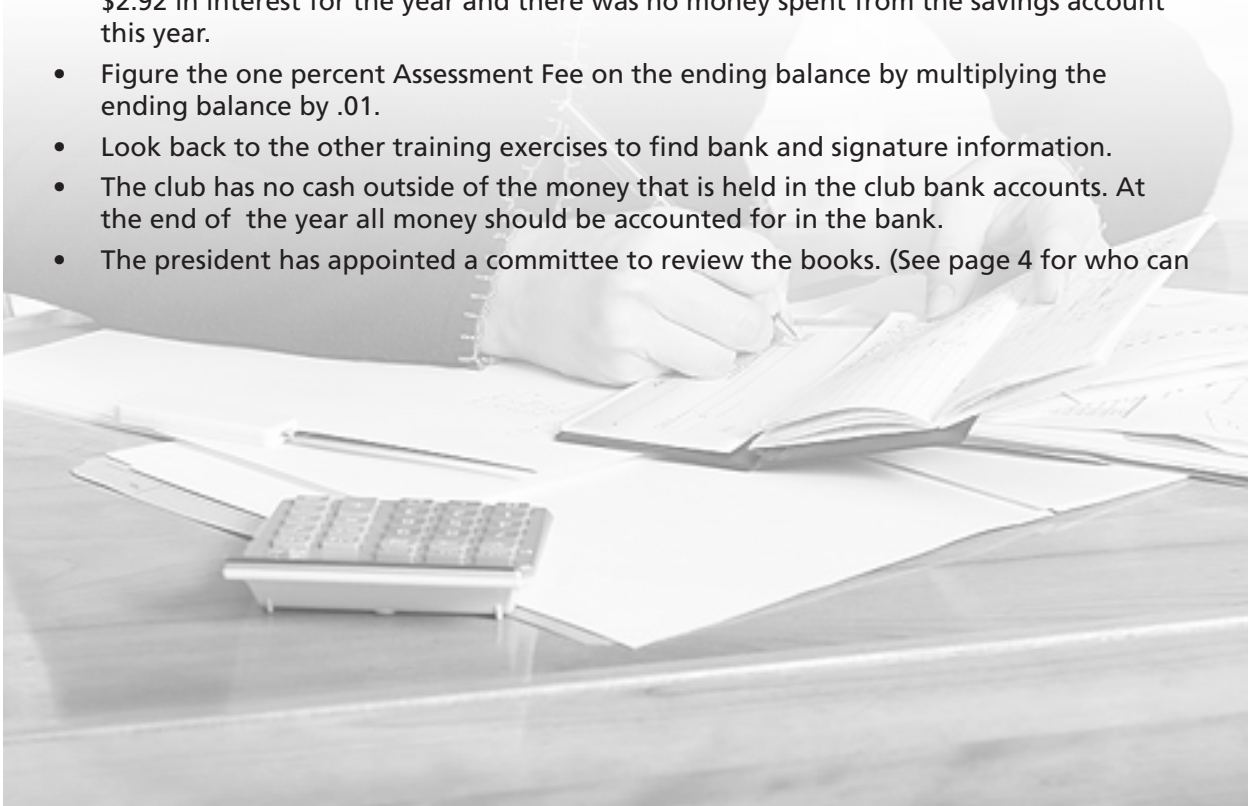 $2.92 in interest for the year and there was no money spent from the savings account
this year.
• Figure the one percent Assessment Fee on the ending balance by multiplying the
ending balance by .01.
• Look back to the other training exercises to find bank and signature information.
• The club has no cash outside of the money that is held in the club bank accounts. At
the end of the year all money should be accounted for in the bank.
• The president has appointed a committee to review the books. (See page 4 for who can